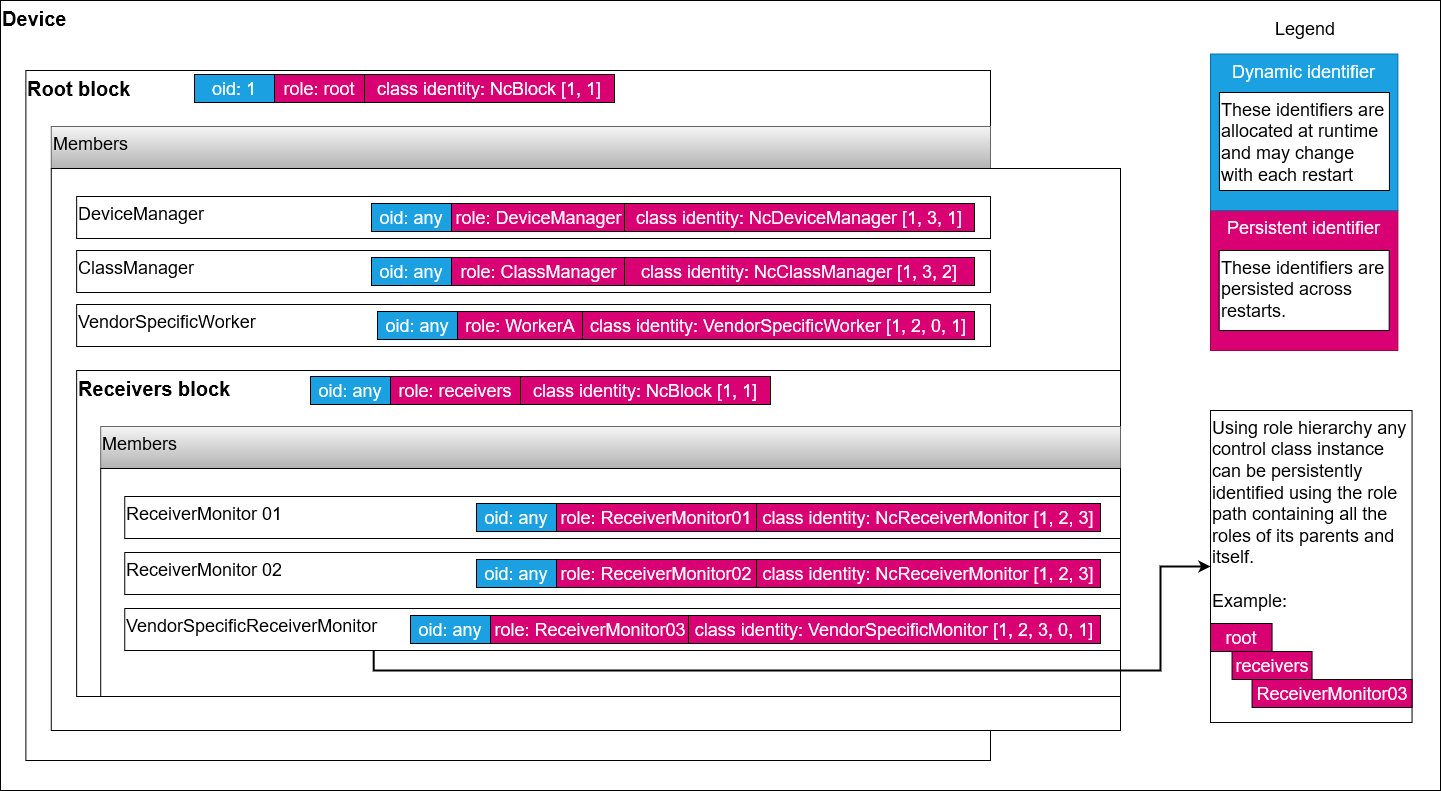 Device
Root block
oid: 1
role: root
class identity: NcBlock [1, 1]
Members
DeviceManager
oid: any
role: DeviceManager
class identity: NcDeviceManager [1, 3, 1]
ClassManager
oid: any
role: ClassManager
class identity: NcClassManager [1, 3, 2]
VendorSpecificWorker
oid: any
role: WorkerA
class identity: VendorSpecificWorker [1, 2, 0, 1]
Receivers block
oid: any
role: receivers
class identity: NcBlock [1, 1]
Members
ReceiverMonitor 01
oid: any
role: ReceiverMonitor01
class identity: NcReceiverMonitor [1, 2, 3]
ReceiverMonitor 02
oid: any
role: ReceiverMonitor02
class identity: NcReceiverMonitor [1, 2, 3]
VendorSpecificReceiverMonitor
oid: any
role: ReceiverMonitor03
class identity: VendorSpecificMonitor [1, 2, 3, 0, 1]
Legend
Dynamic identifier
These identifiers are
allocated at runtime
and may change
with each restart
Persistent identifier
These identifiers are
persisted across
restarts.
Using role hierarchy any
control class instance
can be persistently
identified using the role
path containing all the
roles of its parents and
itself.
Example:
root
receivers
ReceiverMonitor03